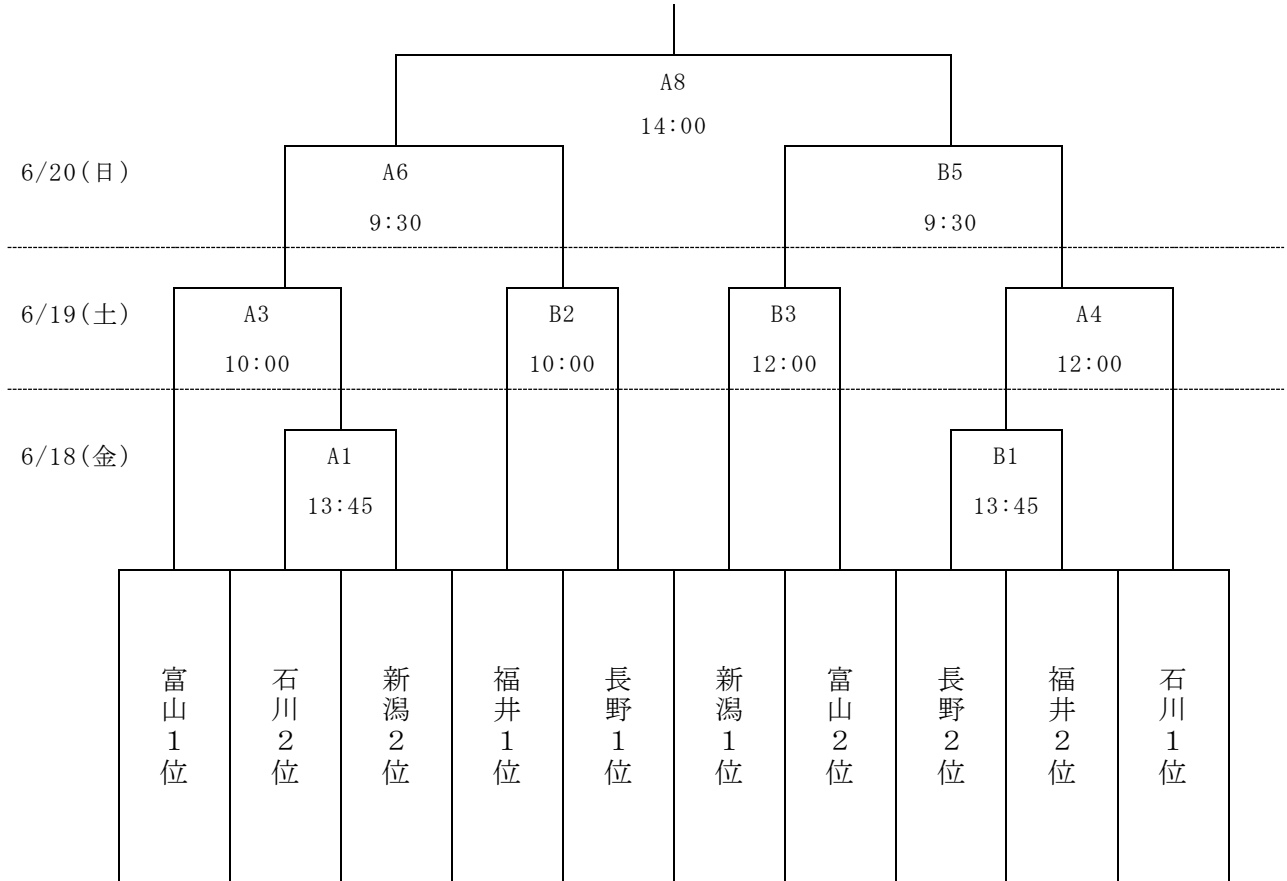 A8
14:00
6/20(日)
A6
B5
9:30
9:30
6/19(土)
A3
B2
B3
A4
10:00
10:00
12:00
12:00
6/18(金)
A1
B1
13:45
13:45
富山1位
石川2位
新潟2位
福井1位
長野1位
新潟1位
富山2位
長野2位
福井2位
石川1位